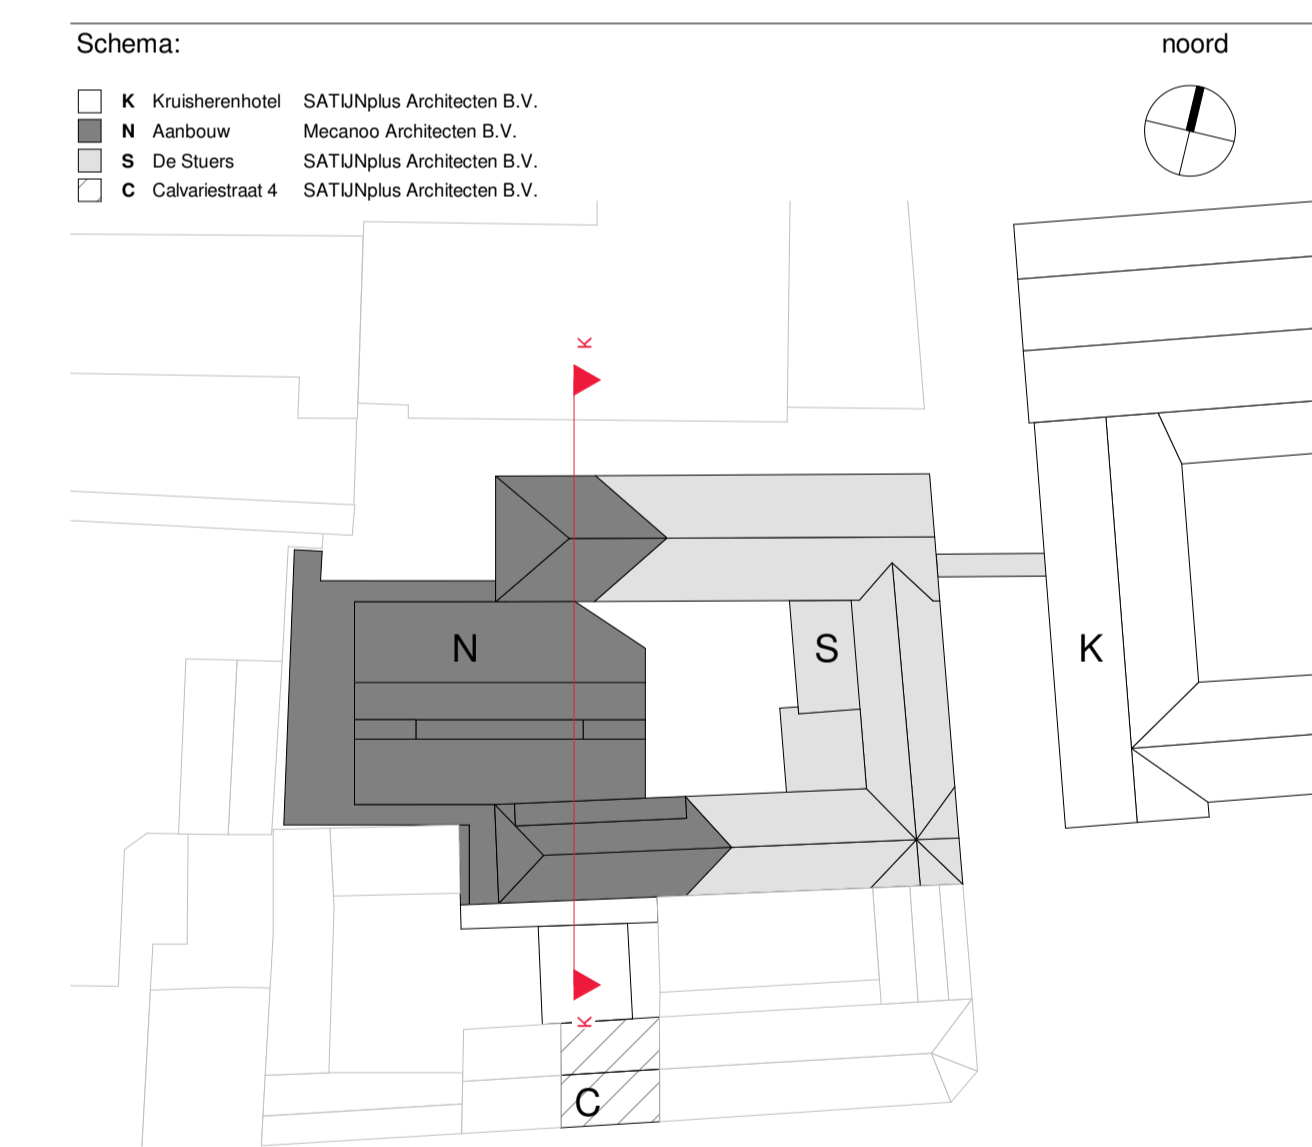 Schema:
noord
K Kruisherenhotel SATIJNplus Architecten B.V.
N Aanbouw Mecanoo Architecten B.V.
S De Stuers SATIJNplus Architecten B.V.
C Calvariestraat 4 SATIJNplus Architecten B.V.
K
N
S
K
K
C